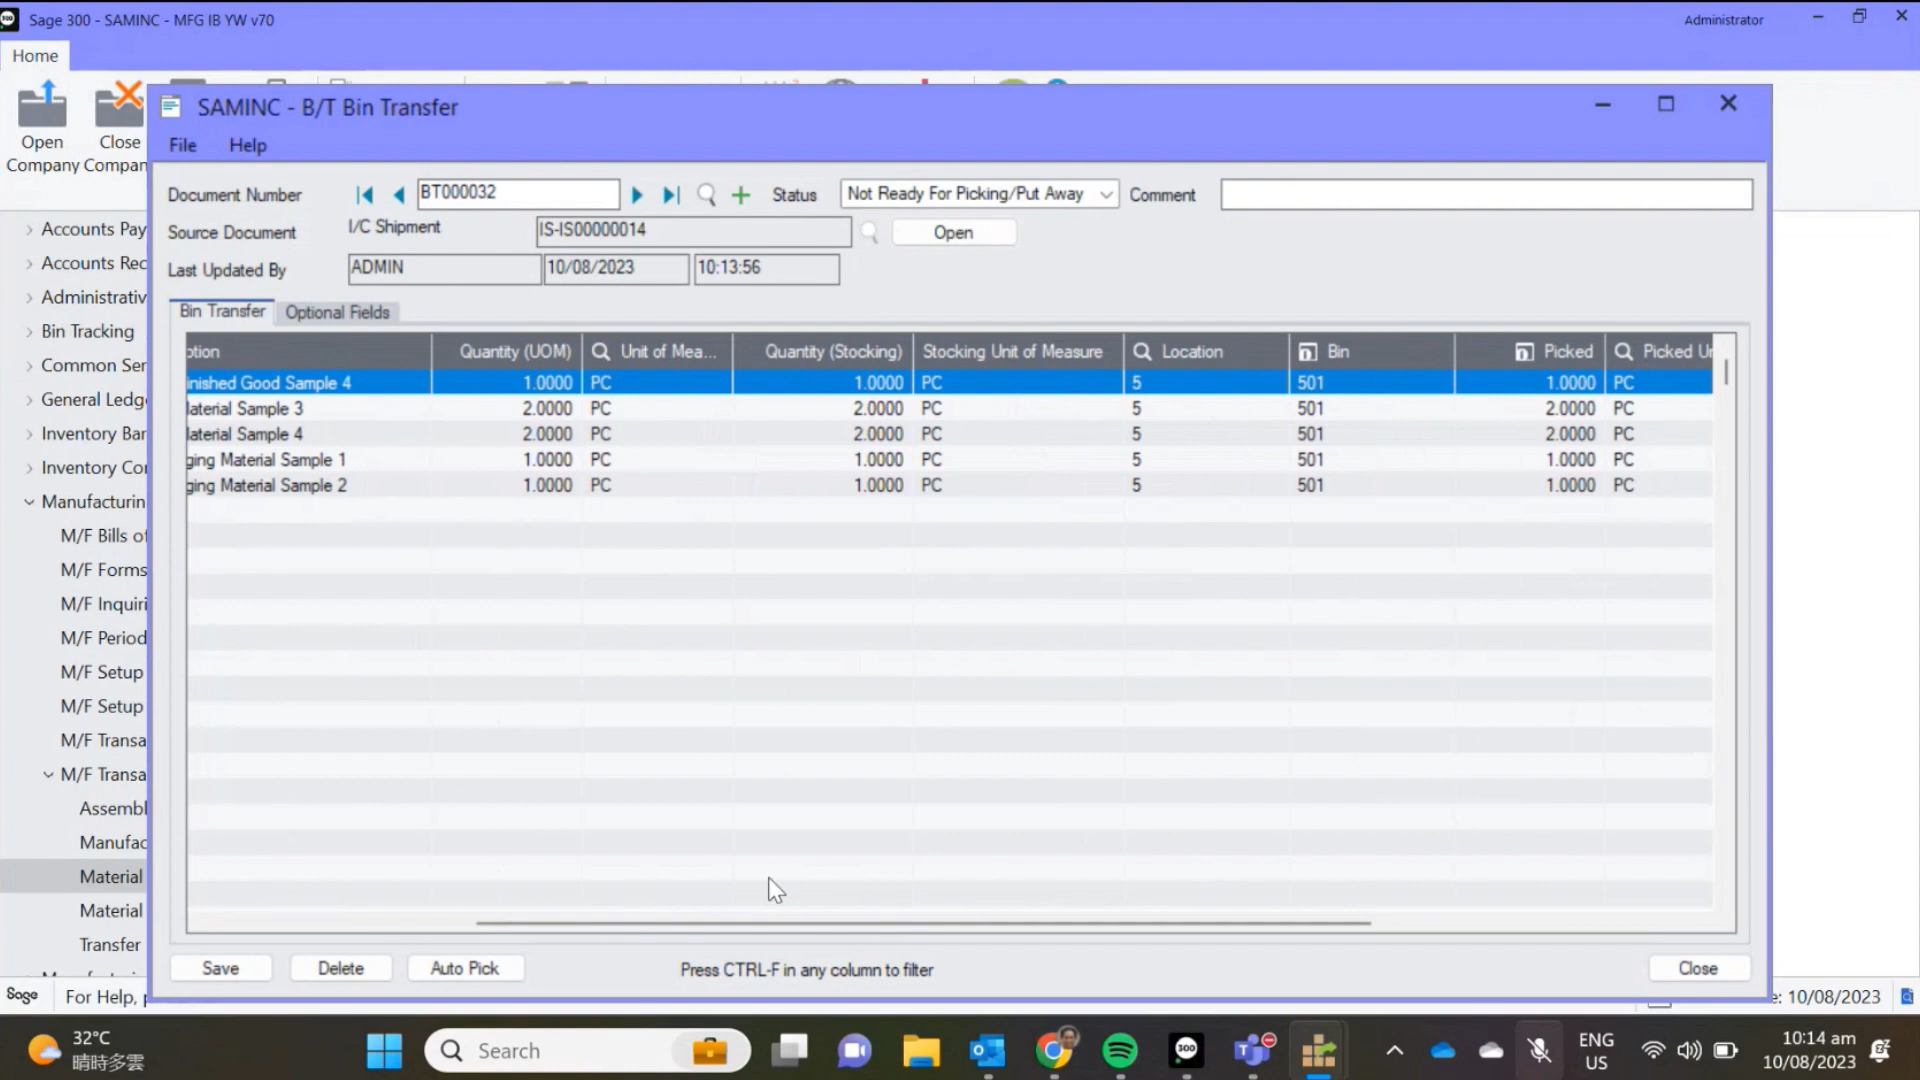 Sage 300 - SAMINC - MFG IB YW v70
Administrator
Home
Open Company
Close
SAMINC - B/T Bin Transfer
File Help
Document Number BT000032 Status Not Ready For Picking/Put Away Comment
Source Document I/C Shipment IS-IS00000014 Open
Last Updated By ADMIN 10/08/2023 10:13:56
Bin Transfer Optional Fields
Quantity (UOM) Unit of Mea... Quantity (Stocking) Stocking Unit of Measure Location Bin Picked Picked
Good Sample 4 1.0000 PC 1.0000 PC 5 501 1.0000 PC
Sample 3 2.0000 PC 2.0000 PC 5 501 2.0000 PC
Sample 4 2.0000 PC 2.0000 PC 5 501 2.0000 PC
Material Sample 1 1.0000 PC 1.0000 PC 5 501 1.0000 PC
Material Sample 2 1.0000 PC 1.0000 PC 5 501 1.0000 PC
Accounts Pay
Accounts Rec
Administrativ
Bin Tracking
Common Ser
General Ledg
Inventory Bar
Inventory Cor
Manufacturin
M/F Bills of
M/F Forms
M/F Inquiri
M/F Period
M/F Setup
M/F Setup
M/F Transa
M/F Transa
Assembl
Manufac
Material
Material
Transfer
Save Delete Auto Pick Press CTRL-F in any column to filter Close
Sage For Help, 10/08/2023
32°C
晴時多雲
Search
300
ENG
US
10:14 am
10/08/2023